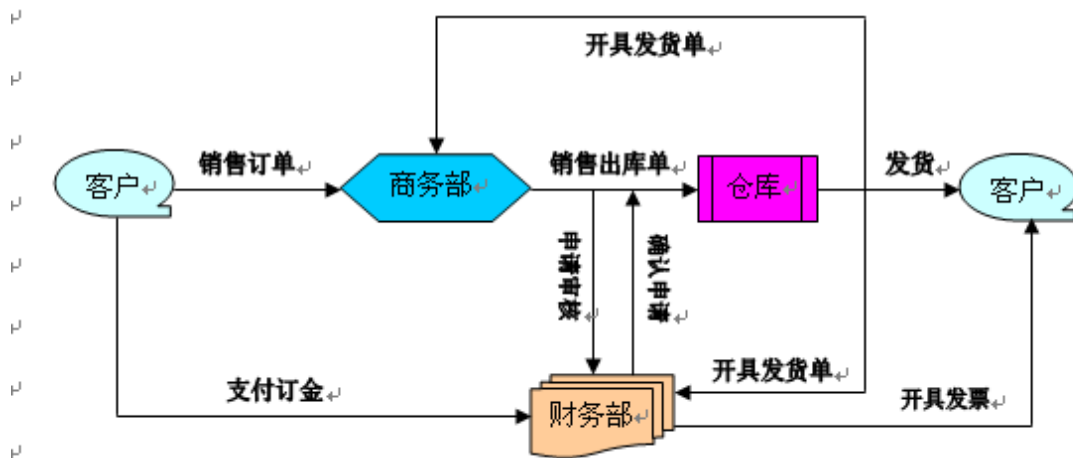 开具发货单
销售订单
销售出库单
发货
客户
商务部
仓库
客户
申请审核
确认申请
支付订金
开具发货单
开具发票
财务部